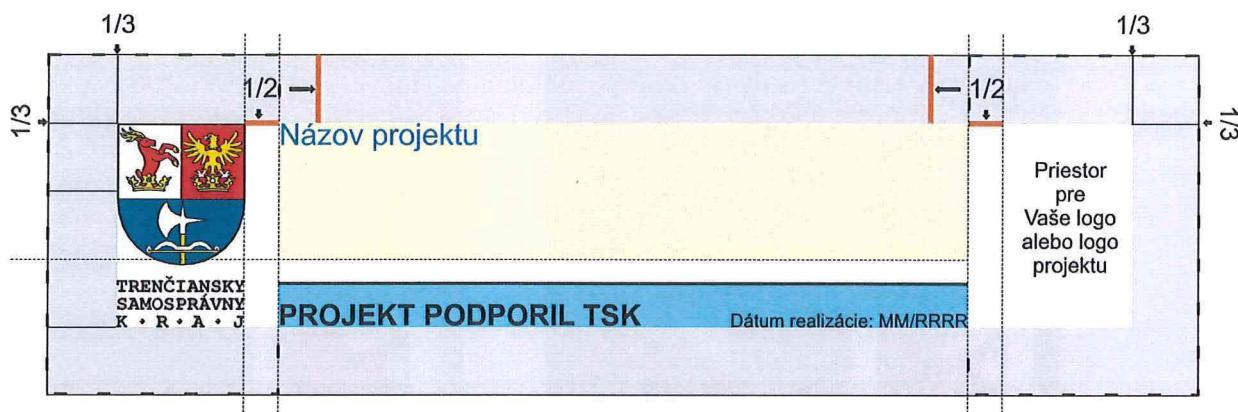 1/3
1/3
1/2
1/2
1/3
1/3
Názov projektu
Priestor
pre
Vaše logo
alebo logo
projektu
TRENČIANSKY
SAMOSPRÁVNY
K · R · A · J
PROJEKT PODPORIL TSK
Dátum realizácie: MM/RRRR